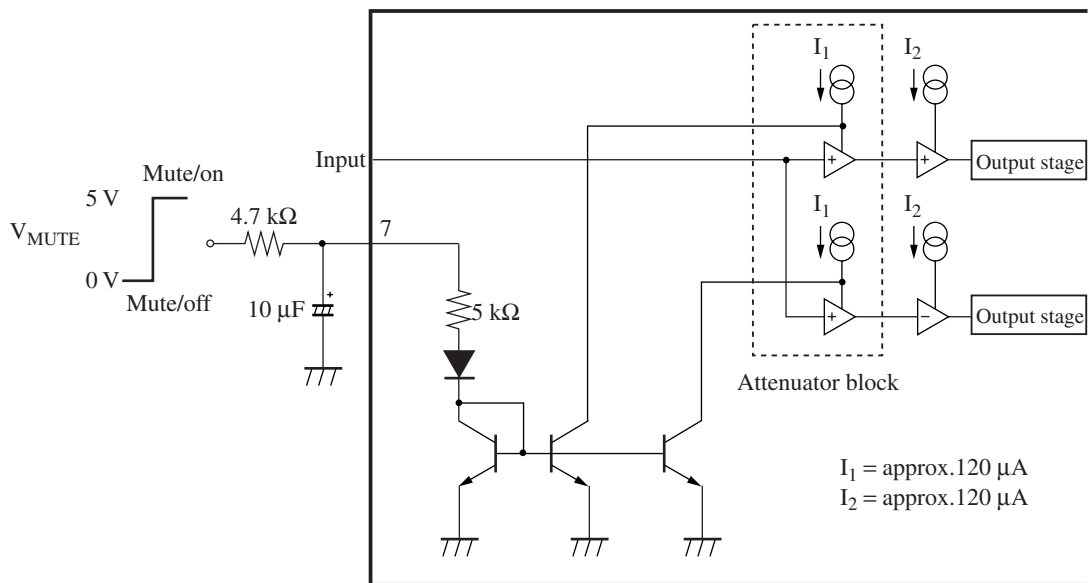 I₁
I₂
Input
Output stage
Mute/on
5 V
V_MUTE
0 V
Mute/off
4.7 kΩ
7
10 μF
+
5 kΩ
+
+
I₁
I₂
+
−
Output stage
Attenuator block
I₁ = approx.120 μA
I₂ = approx.120 μA